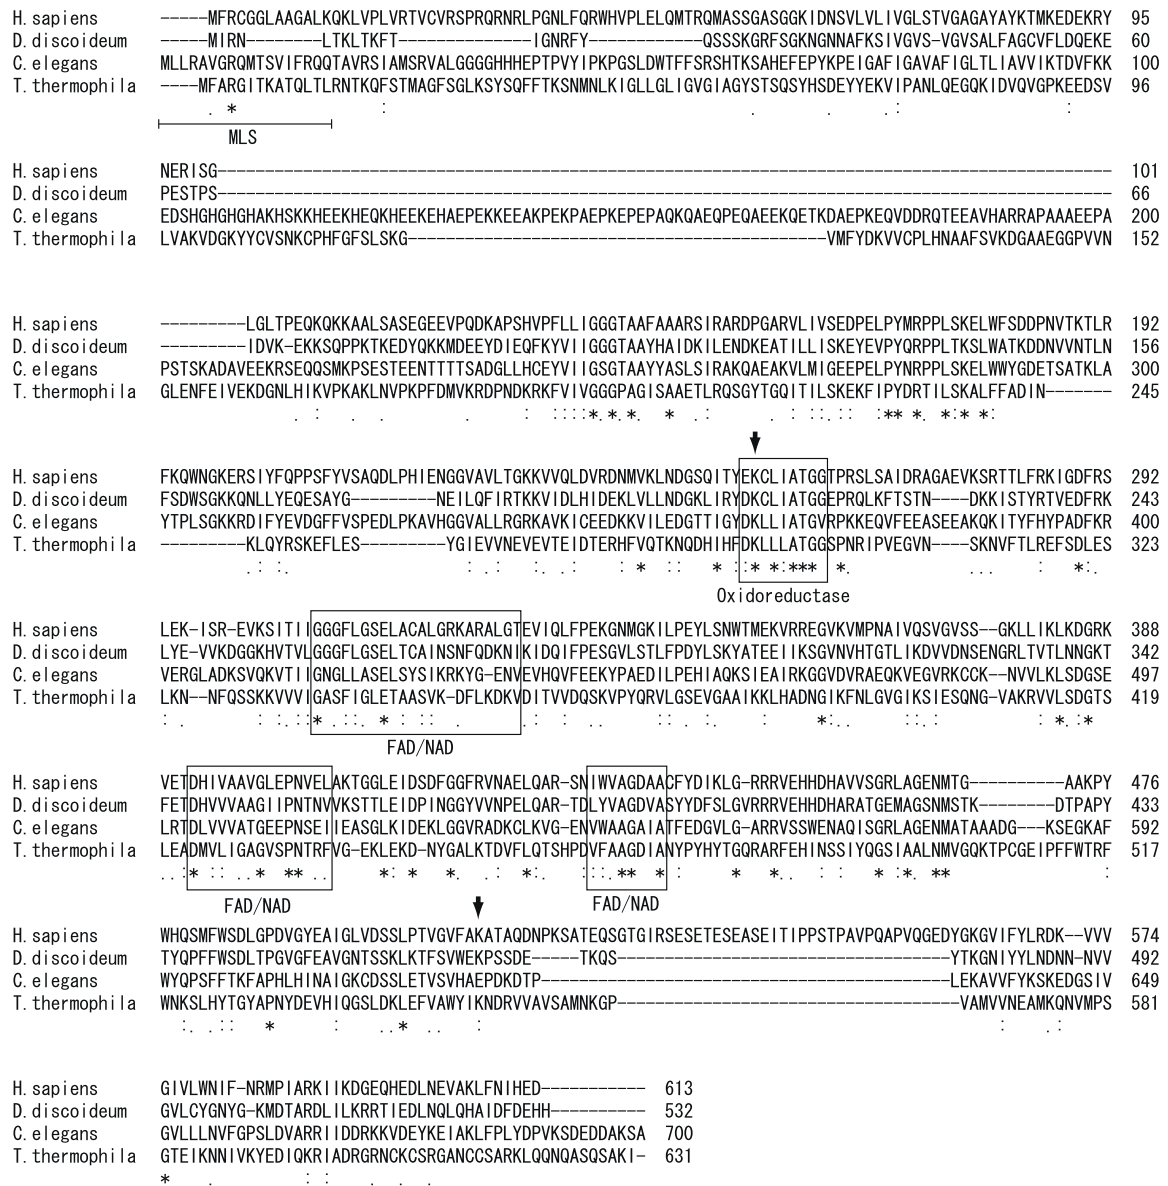 H.sapiens -----MFRCGGLAAGALKQKLVPLVRTVCVRSPRQRNRLPGNLFQRWHVPLELQMTRQMASSGASGGKIDNSVLVLIVGLSTVGAGAYAYKTMKEDEKRY 95
D.discoideum -----MIRN-------LTKLTKFT-----------IGNRFY---------QSSSKGRFSGKNGNNAFKSIVGVS-VGVSALFAGCVFLDQEKE 60
C.elegans MLLRAVGRQMTSVIFRQQTAVRSIAMSRVALGGGGHHHEPTPVYIPKPGSLDWTFFSRSHTKSAHEFEPYKPEIGAFIGAVAFIGLTLIAVVIKTDVFKK 100
T.thermophila ----MFARGITKATQLTLRNTKQFSTMAGFSGLKSYSQFFTKSNMNLKIGLLGLIGVGIAGYSTSQSYHSDEYYEKVIPANLQEGQKIDVQVGPKEEDSV 96
. * : . . . : :
MLS
H.sapiens NERISG---------------------------------------------------------------------------------------------- 101
D.discoideum PESTPS---------------------------------------------------------------------------------------------- 66
C.elegans EDSHGHGHGHAKHSKKHEEKHEQKHEEKEHAEPEKKEEAKPEKPAEPKEPEPAQKQAEQPEQAEEKQETKDAEPKEQVDDRQTEEAVHARRAPAAAEEPA 200
T.thermophila LVAKVDGKYYCVSNKCPHFGFSLSKG--------------------------------------------VMFYDKVVCPLHNAAFSVKDGAAEGGPVVN 152
H.sapiens ---------LGLTPEQKQKKAALSASEGEEVPQDKAPSHVPFLLIGGGTAAFAAARSIRARDPGARVLIVSEDPELPYMRPPLSKELWFSDDPNVTKTLR 192
D.discoideum ---------IDVK-EKKSQPPKTKEDYQKKMDEEYDIEQFKYVIIGGGTAAYHAIDKILENDKEATILLISKEYEVPYQRPPLTKSLWATKDDNVVNTLN 156
C.elegans PSTSKADAVEEKRSEQQSMKPSESTEENTTTTSADGLLHCEYVIIGSGTAAYYASLSIRAKQAEAKVLMIGEEPELPYNRPPLSKELWWYGDETSATKLA 300
T.thermophila GLENFEIVEKDGNLHIKVPKAKLNVPKPFDMVKRDPNDKRKFVIVGGGPAGISAAETLRQSGYTGQITILSKEKFIPYDRTILSKALFFADIN------- 245
. : . . . : .::::*.*.*. * .: . : ::.:: :** * .*:* *:
H.sapiens FKQWNGKERSIYFQPPSFYVSAQDLPHIENGGVAVLTGKKVVQLDVRDNMVKLNDGSQITYEKCLIATGGTPRSLSAIDRAGAEVKSRTTLFRKIGDFRS 292
D.discoideum FSDWSGKKQNLLYEQESAYG---------NEILQFIRTKKVIDLHIDEKLVLLNDGKLIRYDKCLIATGGEPRQLKFTSTN----DKKISTYRTVEDFRK 243
C.elegans YTPLSGKKRDIFYEVDGFFVSPEDLPKAVHGGVALLRGRKAVKICEEDKKVILEDGTTIGYDKLLIATGVRPKKEQVFEEASEEAKQKITYFHYPADFKR 400
T.thermophila ---------KLQYRSKEFLES---------YGIEVVNEVEVTEIDTERHFVQTKNQDHIHFDKLLLATGGSPNRIPVEGVN----SKNVFTLREFSDLES 323
.: :. : .: .: : * :: * :* *:*** *. ... : *:.
Oxidoreductase
H.sapiens LEK-ISR-EVKSITIIGGGFLGSELACALGRKARALGTEVIQLFPEKGNMGKILPEYLSNWTMEKVRREGVKVMPNAIVQSVGVSS--GKLLIKLKDGRK 388
D.discoideum LYE-VVKDGGKHVTVLGGGFLGSELTCAINSNFQDKNIKIDQIFPESGVLSTLFPDYLSKYATEEIIKSGVNVHTGTLIKDVVDNSENGRLTVTLNNGKT 342
C.elegans VERGLADKSVQKVTIIGNGLLASELSYSIKRKYG-ENVEVHQVFEEKYPAEDILPEHIAQKSIEAIRKGGVDVRAEQKVEGVRKCCK--NVVLKLSDGSE 497
T.thermophila LKN--NFQSSKKVVVIGASFIGLETAASVK-DFLKDKVDITVVDQSKVPYQRVLGSEVGAAIKKLHADNGIKFNLGVGIKSIESQNG-VAKRVVLSDGTS 419
: . : :.::*.:::. * : :: . .: : .. :: : . *:.. ::. : *.:*
FAD/NAD
H.sapiens VETDHIVAAVGLEPNVELAKTGGLEIDSDFGGFRVNAELQAR-SNIWVAGDAACFYDIKLG-RRRVEHHDHAVVSGRLAGENMTG----------AAKPY 476
D.discoideum FETDHVVVAAGIIPNTNVVKSTTLEIDPINGGYVVNPELQAR-TDLYVAGDVASYYDFSLGVRRRVEHHDHARATGEMAGSNMSTK--------DTPAPY 433
C.elegans LRTDLVVVATGEEPNSEIIEASGLKIDEKLGGVRADKCLKVG-ENVWAAGAIATFEDGVLG-ARRVSSWENAQISGRLAGENMATAAADG---KSEGKAF 592
T.thermophila LEADMVLIGAGVSPNTRFVG-EKLEKD-NYGALKTDVFLQTSHPDVFAAGDIANYPYHYTGQRARFEHINSSIYQGSIAALNMVGQKTPCGEIPFFWTRF 517
..:* :: ..* ** .. *: * *. . *:. :::.** * : * *.. : : * :*. ** :
FAD/NAD FAD/NAD
H.sapiens WHQSMFWSDLGPDVGYEAIGLVDSSLPTVGVFAKATAQDNPKSATEQSGTGIRSESETESEASEITIPPSTPAVPQAPVQGEDYGKGVIFYLRDK--VVV 574
D.discoideum TYQPFFWSDLTPGVGFEAVGNTSSKLKTFSVWEKPSSDE----TKQS-----------------------------------YTKGNIYYLNDNN-NVV 492
C.elegans WYQPSFFTKFAPHLHINAIGKCDSSLETVSVHAEPDKDTP-------------------------------------------LEKAVVFYKSKEDGSIV 649
T.thermophila WNKSLHYTGYAPNYDEVHIQGSLDKLEFVAWYIKNDRVVAVSAMNKGP------------------------------------VAMVVNEAMKQNVMPS 581
:. .:: * : ..* .. : : . :
H.sapiens GIVLWNIF-NRMPIARKIIKDGEQHEDLNEVAKLFNIHED----------- 613
D.discoideum GVLCYGNYG-KMDTARDLILKRRTIEDLNQLQHAIDFDEHH---------- 532
C.elegans GVLLLNVFGPSLDVARRIIDDRKKVDEYKEIAKLFPLYDPVKSDEDDAKSA 700
T.thermophila GTEIKNNIVKYEDIQKRIADRGRNCKCSRGANCCSARKLQQNQASQSAKI- 631
* . : : . . .